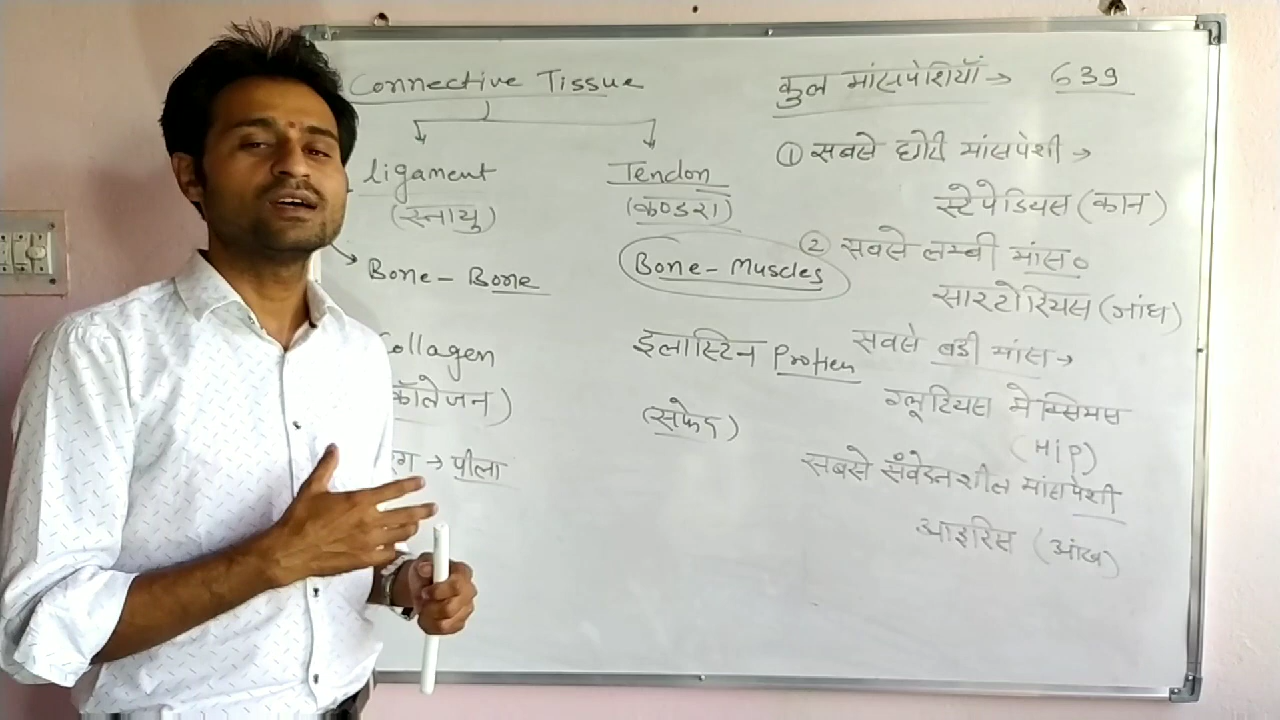 Connective Tissue
ligament
(स्नायु)
Bone - Bone
Collagen
कॉलेजन)
रंग → पीला
Tendon
(कण्डरा)
Bone - Muscles
इलास्टिन Protien
(सफेद)
कुल मांसपेशियाँ → 639
① सबसे छोटी मांसपेशी →
स्टेपेडियस (कान)
② सबसे लम्बी मांस०
सारटोरियस (जांघ)
सबसे बडी मांस →
ग्लूटियस मेक्सिमस
(Hip)
सबसे संवेदनशील मांसपेशी
आइरिस (आंख)